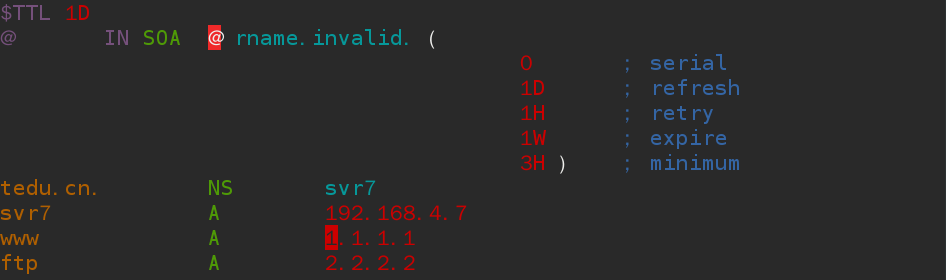 $TTL 1D
@ IN SOA @ rname.invalid. (
0 ; serial
1D ; refresh
1H ; retry
1W ; expire
3H ) ; minimum
tedu.cn. NS svr7
svr7 A 192.168.4.7
www A 1.1.1.1
ftp A 2.2.2.2